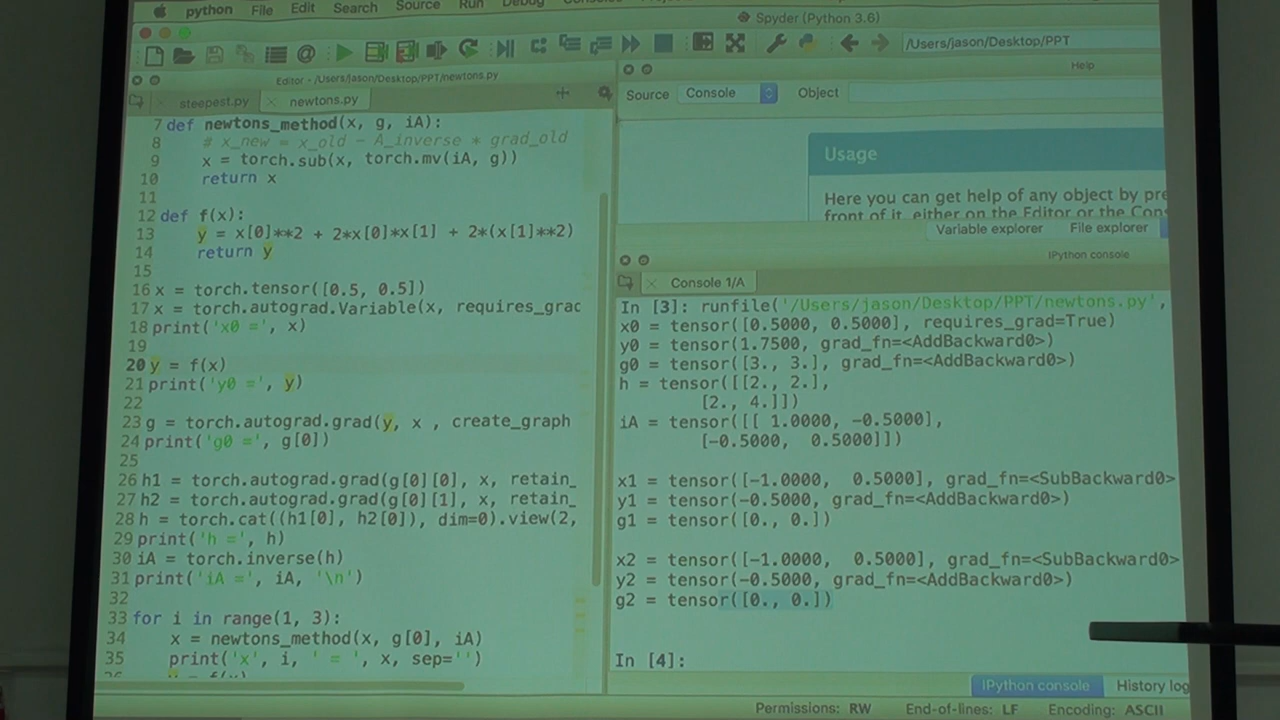 python File Edit Search Source Run Debug
Spyder (Python 3.6)
/Users/jason/Desktop/PPT
Editor - /Users/jason/Desktop/PPT/newtons.py
steepest.py newtons.py
7 def newtons_method(x, g, iA):
8 # x_new = x_old - A_inverse * grad_old
9 x = torch.sub(x, torch.mv(iA, g))
10 return x
11
12 def f(x):
13 y = x[0]**2 + 2*x[0]*x[1] + 2*(x[1]**2)
14 return y
15
16 x = torch.tensor([0.5, 0.5])
17 x = torch.autograd.Variable(x, requires_grad
18 print('x0 =', x)
19
20 y = f(x)
21 print('y0 =', y)
22
23 g = torch.autograd.grad(y, x , create_graph
24 print('g0 =', g[0])
25
26 h1 = torch.autograd.grad(g[0][0], x, retain_
27 h2 = torch.autograd.grad(g[0][1], x, retain_
28 h = torch.cat((h1[0], h2[0]), dim=0).view(2,
29 print('h =', h)
30 iA = torch.inverse(h)
31 print('iA =', iA, '\n')
32
33 for i in range(1, 3):
34 x = newtons_method(x, g[0], iA)
35 print('x', i, ' = ', x, sep='')
Help
Source Console Object
Usage
Here you can get help of any object by pre
front of it, either on the Editor or the Con
Variable explorer File explorer
IPython console
Console 1/A
In [3]: runfile('/Users/jason/Desktop/PPT/newtons.py',
x0 = tensor([0.5000, 0.5000], requires_grad=True)
y0 = tensor(1.7500, grad_fn=<AddBackward0>)
g0 = tensor([3., 3.], grad_fn=<AddBackward0>)
h = tensor([[2., 2.],
[2., 4.]])
iA = tensor([[ 1.0000, -0.5000],
[-0.5000, 0.5000]])
x1 = tensor([-1.0000, 0.5000], grad_fn=<SubBackward0>
y1 = tensor(-0.5000, grad_fn=<AddBackward0>)
g1 = tensor([0., 0.])
x2 = tensor([-1.0000, 0.5000], grad_fn=<SubBackward0>
y2 = tensor(-0.5000, grad_fn=<AddBackward0>)
g2 = tensor([0., 0.])
In [4]:
IPython console History log
Permissions: RW End-of-lines: LF Encoding: ASCII